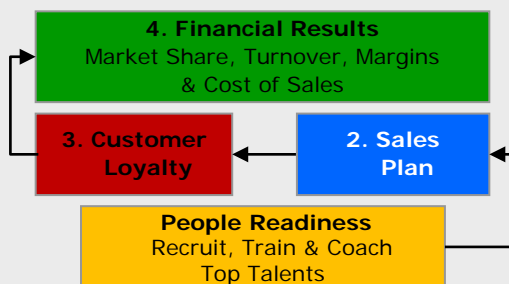 4. Financial Results
Market Share, Turnover, Margins
& Cost of Sales
3. Customer
Loyalty
2. Sales
Plan
People Readiness
Recruit, Train & Coach
Top Talents